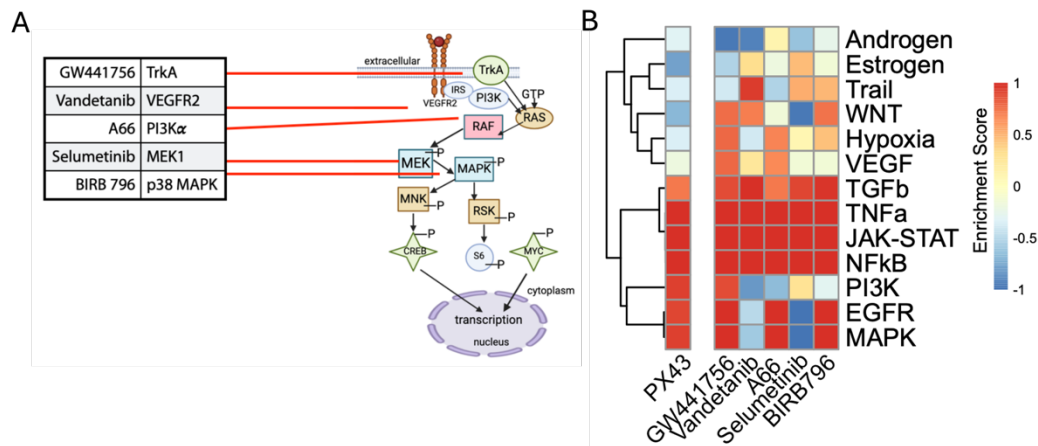 A
GW441756 TrkA
Vandetanib VEGFR2
A66 PI3Kα
Selumetinib MEK1
BIRB 796 p38 MAPK
extracellular
TrkA
VEGFR2
IRS
PI3K
GTP
RAS
RAF
MEK
P
MAPK
P
MNK
P
RSK
P
CREB
P
S6
P
MYC
P
cytoplasm
transcription
nucleus
B
Androgen
Estrogen
Trail
WNT
Hypoxia
VEGF
TGFb
TNFa
JAK-STAT
NFkB
PI3K
EGFR
MAPK
PX43
GW441756
Vandetanib
A66
Selumetinib
BIRB796
1
0.5
0
-0.5
-1
Enrichment Score